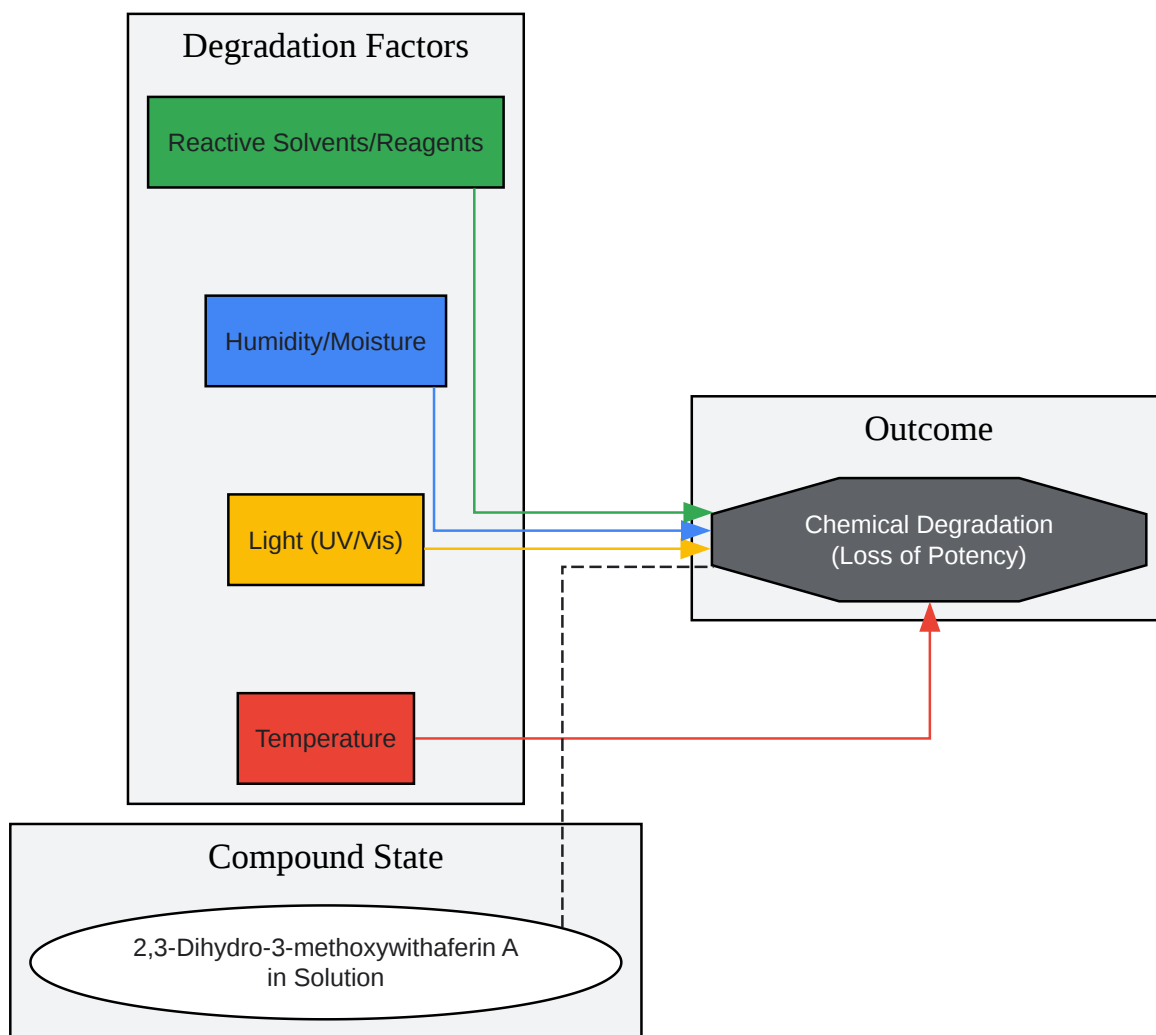 Degradation Factors
Reactive Solvents/Reagents
Humidity/Moisture
Light (UV/Vis)
Temperature
Outcome
Chemical Degradation
(Loss of Potency)
Compound State
2,3-Dihydro-3-methoxywithaferin A
in Solution